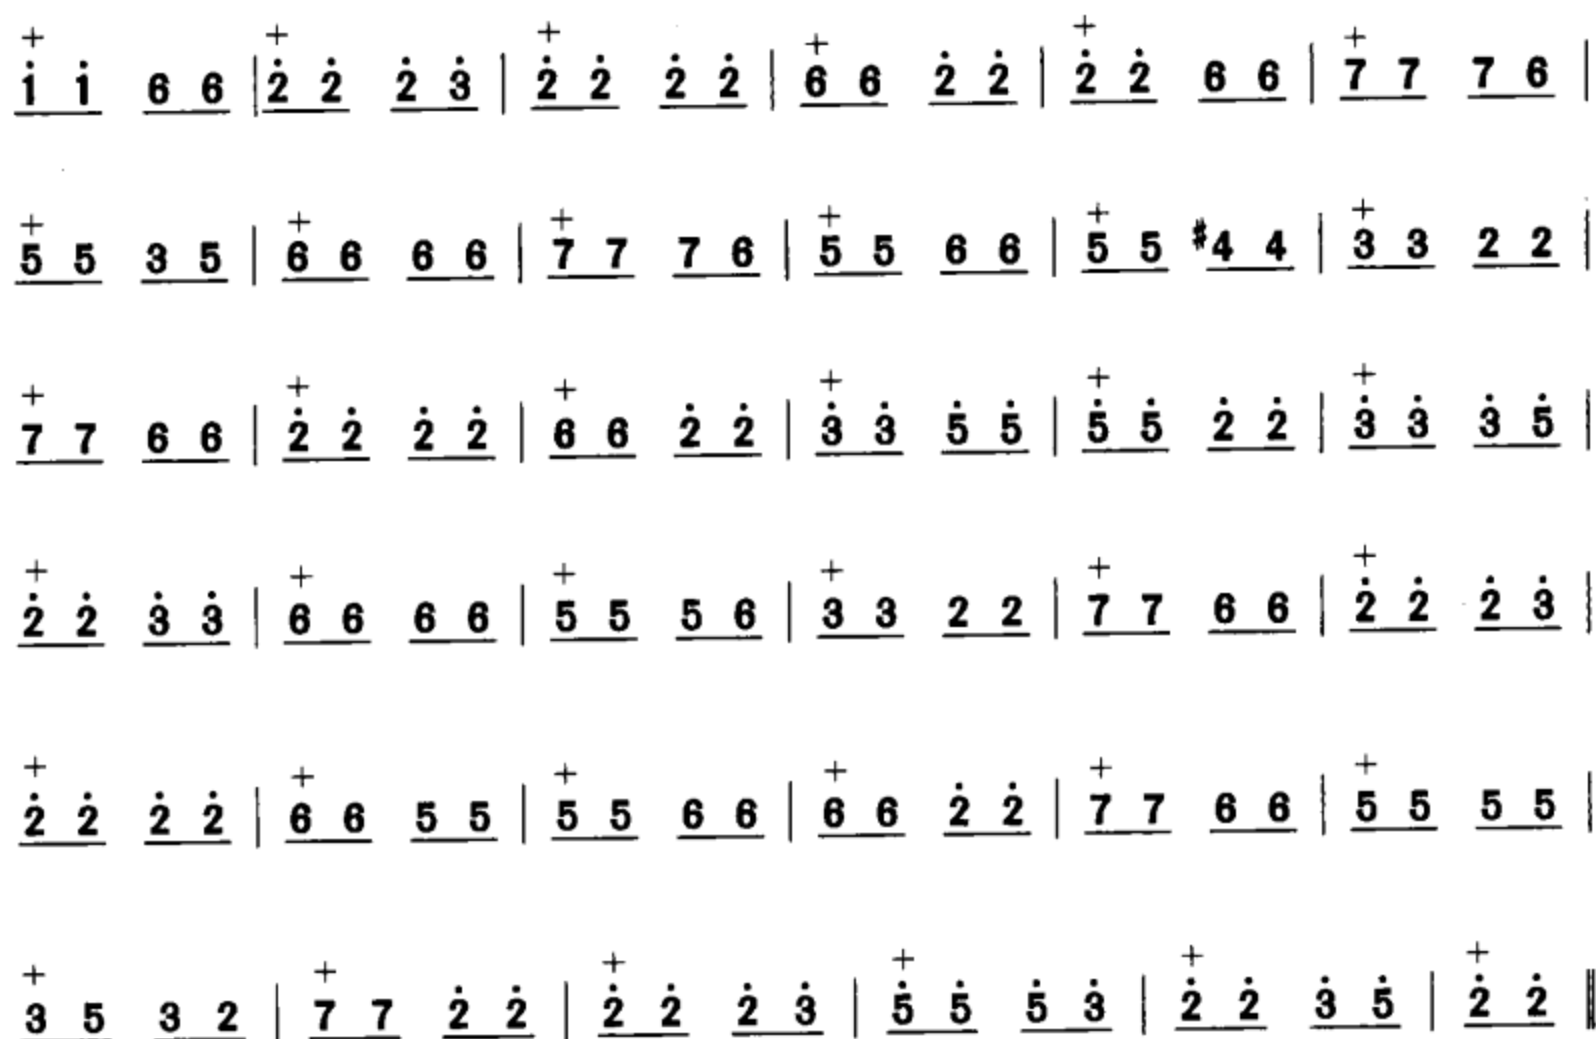 + + + + + +
i̇ i̇ 6 6 | 2̇ 2̇ 2̇ 3̇ | 2̇ 2̇ 2̇ 2̇ | 6 6 2̇ 2̇ | 2̇ 2̇ 6 6 | 7 7 7 6 |
+ + + + + +
5 5 3 5 | 6 6 6 6 | 7 7 7 6 | 5 5 6 6 | 5 5 #4 4 | 3 3 2 2 |
+ + + + + +
7 7 6 6 | 2̇ 2̇ 2̇ 2̇ | 6 6 2̇ 2̇ | 3̇ 3̇ 5̇ 5̇ | 5̇ 5̇ 2̇ 2̇ | 3̇ 3̇ 3̇ 5̇ |
+ + + + + +
2̇ 2̇ 3̇ 3̇ | 6 6 6 6 | 5 5 5 6 | 3 3 2 2 | 7 7 6 6 | 2̇ 2̇ 2̇ 3̇ |
+ + + + + +
2̇ 2̇ 2̇ 2̇ | 6 6 5 5 | 5 5 6 6 | 6 6 2̇ 2̇ | 7 7 6 6 | 5 5 5 5 |
+ + + + + +
3 5 3 2 | 7 7 2̇ 2̇ | 2̇ 2̇ 2̇ 3̇ | 5̇ 5̇ 5̇ 3̇ | 2̇ 2̇ 3̇ 5̇ | 2̇ 2̇ ‖